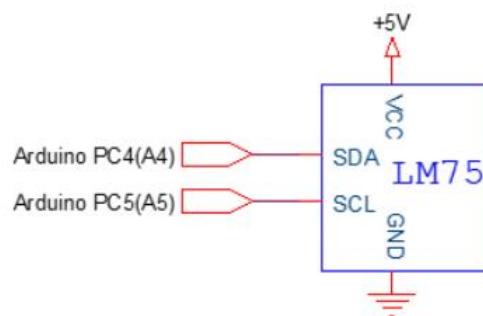 +5V
VCC
Arduino PC4(A4)
SDA
LM75
Arduino PC5(A5)
SCL
GND